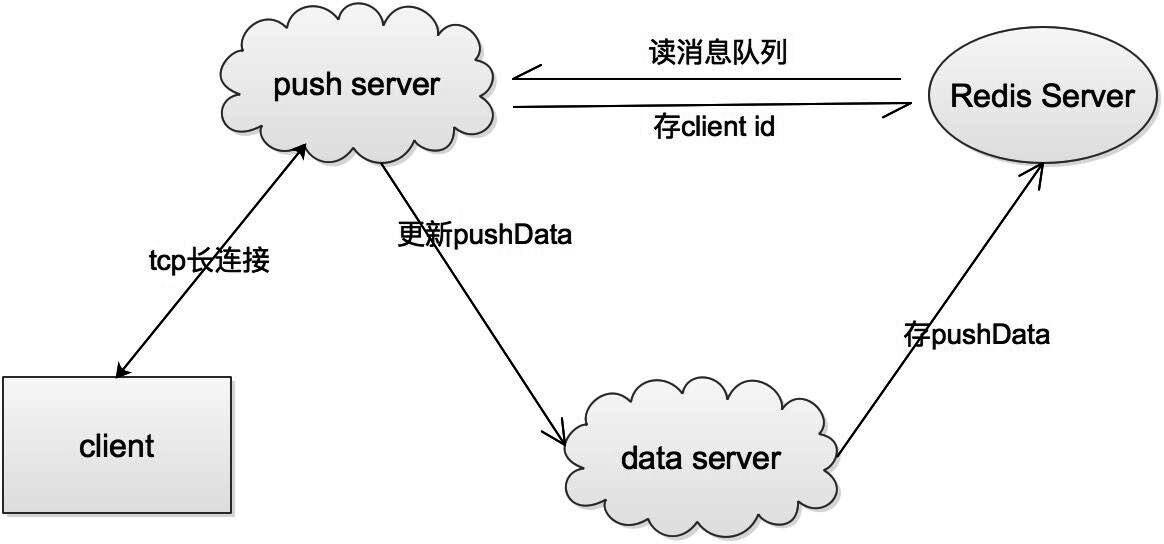 push server
读消息队列
Redis Server
存client id
更新pushData
tcp长连接
存pushData
client
data server